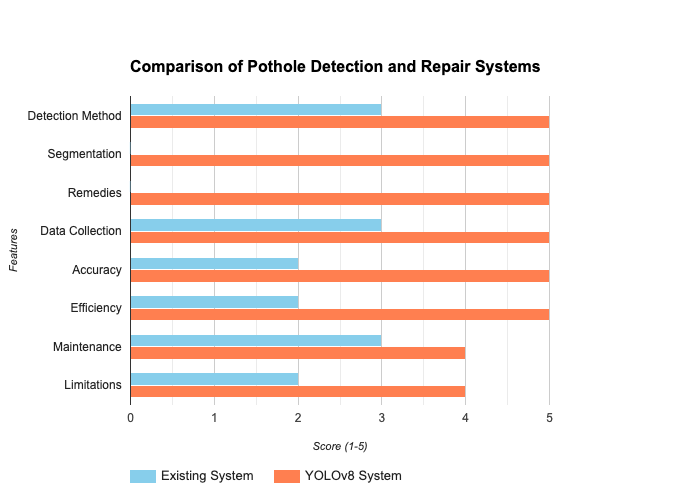 Comparison of Pothole Detection and Repair Systems
Detection Method
Segmentation
Remedies
Data Collection
Accuracy
Efficiency
Maintenance
Limitations
Features
0 1 2 3 4 5
Score (1-5)
Existing System YOLOv8 System